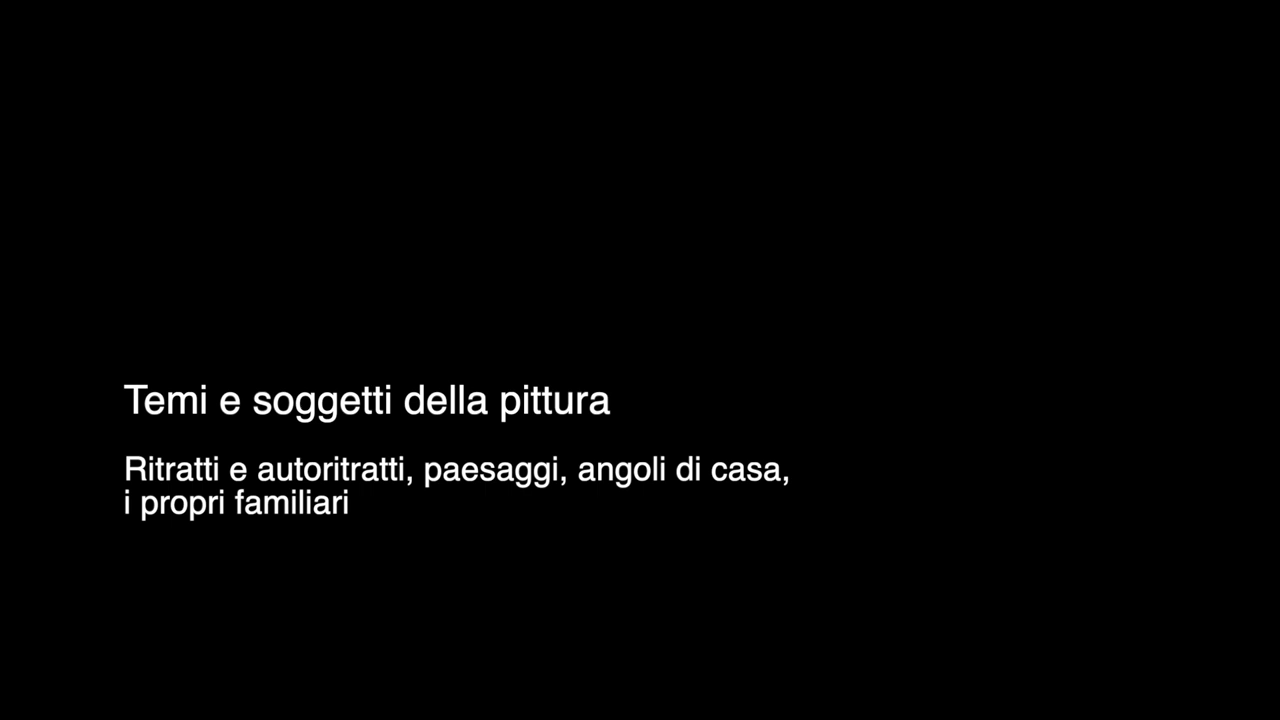 Temi e soggetti della pittura
Ritratti e autoritratti, paesaggi, angoli di casa,
i propri familiari